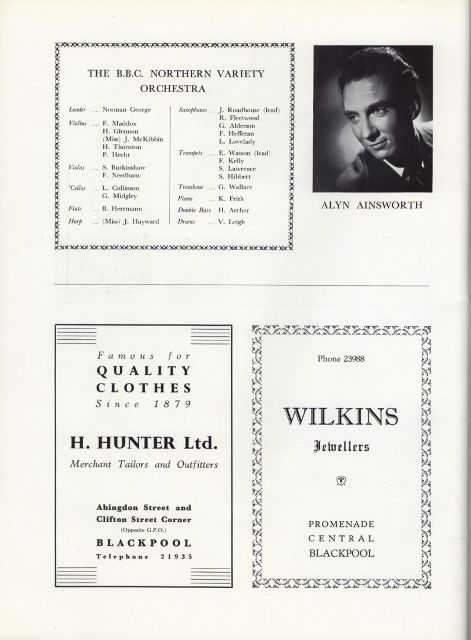 THE B.B.C. NORTHERN VARIETY
ORCHESTRA
Leader ... Norman George
Violins ... F. Maddox
H. Glennon
(Miss) J. McKibbin
H. Thornton
P. Hecht
Violas ... S. Burkinshaw
F. Needham
'Cellos ... L. Collinson
G. Midgley
Flute ... B. Herrmann
Harp ... (Miss) J. Hayward
Saxophones ... J. Roadhouse (lead)
R. Fleetwood
G. Alderson
F. Hefferan
L. Lovelady
Trumpets ... E. Watson (lead)
F. Kelly
S. Lawrence
S. Hibbert
Trombone ... G. Wallace
Piano ... K. Frith
Double Bass H. Archer
Drums ... V. Leigh
ALYN AINSWORTH
Famous for
QUALITY
CLOTHES
Since 1879
H. HUNTER Ltd.
Merchant Tailors and Outfitters
Abingdon Street and
Clifton Street Corner
(Opposite G.P.O.)
BLACKPOOL
Telephone 21935
Phone 23988
WILKINS
Jewellers
PROMENADE
CENTRAL
BLACKPOOL